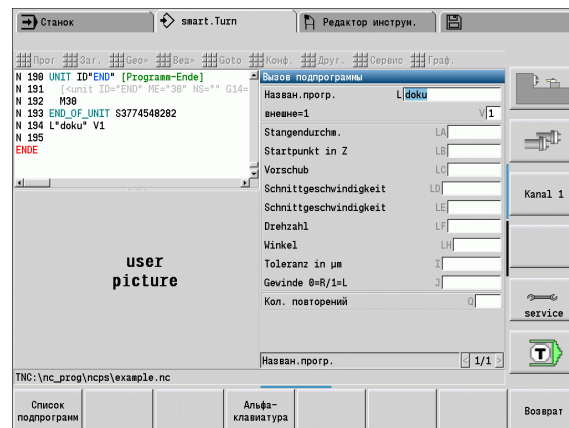 Станок smart.Turn Редактор инструм.
Прог Заг. Geo» Bea» Goto Конф. Друг. Сервис Граф.
N 190 UNIT ID"END" [Programm-Ende]
N 191 [<unit ID="END" ME="30" NS="" G14=
N 192 M30
N 193 END_OF_UNIT S3774548282
N 194 L"doku" V1
N 195
ENDE
user
picture
Вызов подпрограммы
Назван.прогр. L doku
внешне=1 V 1
Stangendurchm. LA
Startpunkt in Z LB
Vorschub LC
Schnittgeschwindigkeit LD
Schnittgeschwindigkeit LE
Drehzahl LF
Winkel LH
Toleranz in µm I
Gewinde 0=R/1=L J
Кол. повторений Q
Назван.прогр. < 1/1 >
TNC:\nc_prog\ncps\example.nc
Kanal 1
service
T
Список
подпрограмм
Альфа-
клавиатура
Возврат